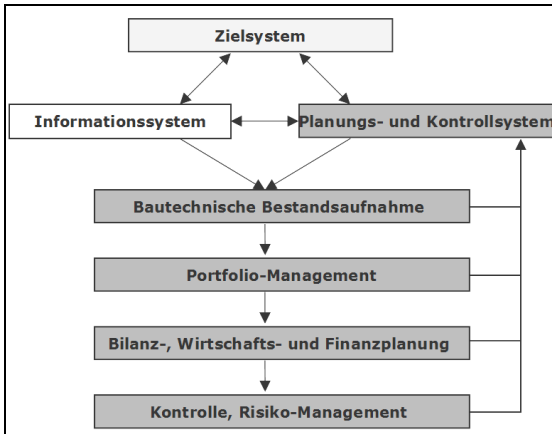 Zielsystem
Informationssystem
Planungs- und Kontrollsystem
Bautechnische Bestandsaufnahme
Portfolio-Management
Bilanz-, Wirtschafts- und Finanzplanung
Kontrolle, Risiko-Management